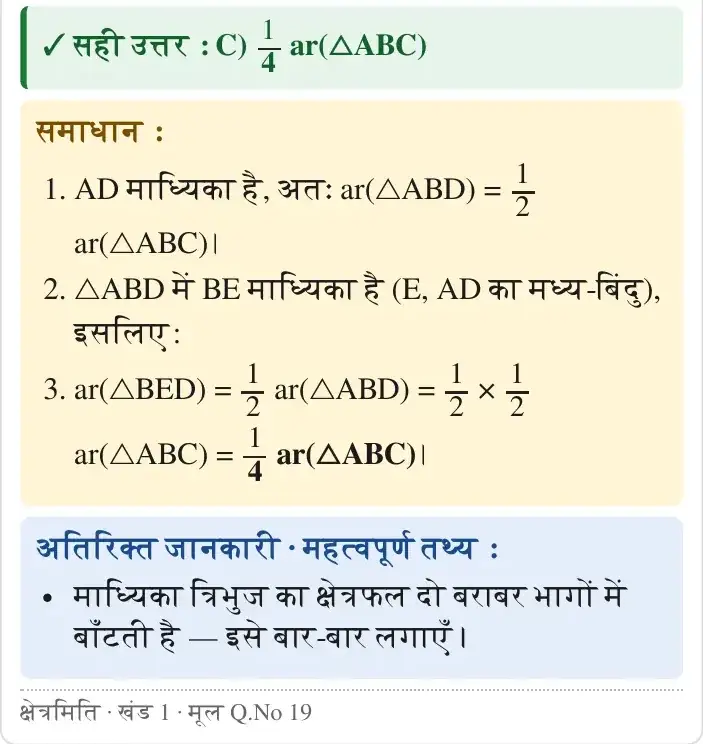 ✓ सही उत्तर : C) 1/4 ar(△ABC)
समाधान :
1. AD माध्यिका है, अतः ar(△ABD) = 1/2
ar(△ABC)।
2. △ABD में BE माध्यिका है (E, AD का मध्य-बिंदु),
इसलिए:
3. ar(△BED) = 1/2 ar(△ABD) = 1/2 × 1/2
ar(△ABC) = 1/4 ar(△ABC)।
अतिरिक्त जानकारी · महत्वपूर्ण तथ्य :
• माध्यिका त्रिभुज का क्षेत्रफल दो बराबर भागों में
बाँटती है — इसे बार-बार लगाएँ।
क्षेत्रमिति · खंड 1 · मूल Q.No 19